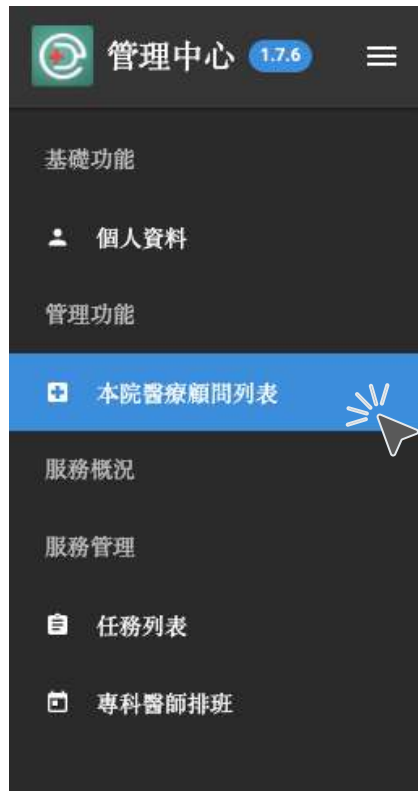 管理中心 1.7.6
基礎功能
個人資料
管理功能
本院醫療顧問列表
服務概況
服務管理
任務列表
專科醫師排班